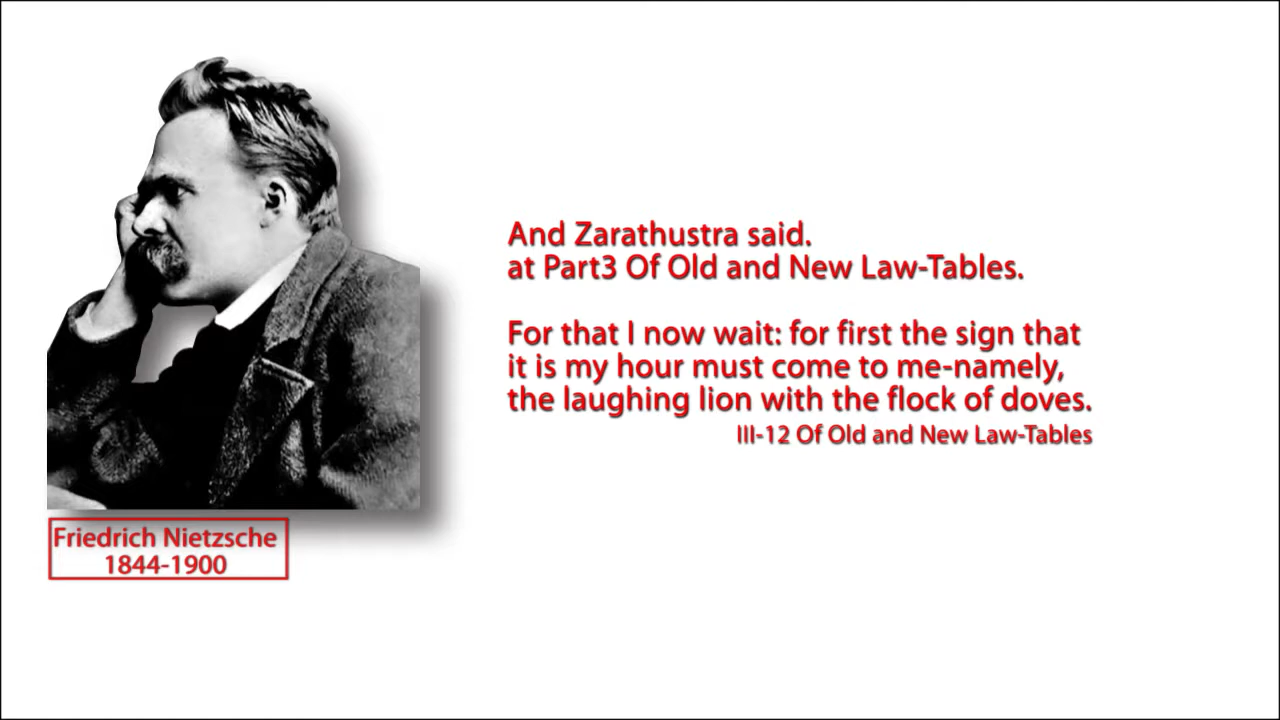 And Zarathustra said.
at Part3 Of Old and New Law-Tables.
For that I now wait: for first the sign that
it is my hour must come to me-namely,
the laughing lion with the flock of doves.
III-12 Of Old and New Law-Tables
Friedrich Nietzsche
1844-1900